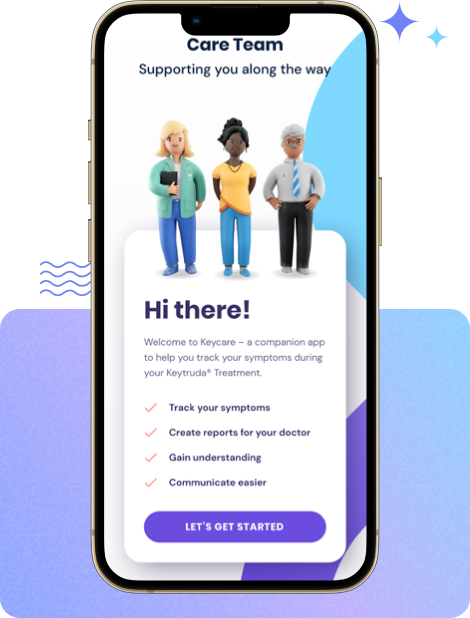 Care Team
Supporting you along the way
Hi there!
Welcome to Keycare – a companion app
to help you track your symptoms during
your Keytruda® Treatment.
Track your symptoms
Create reports for your doctor
Gain understanding
Communicate easier
LET'S GET STARTED